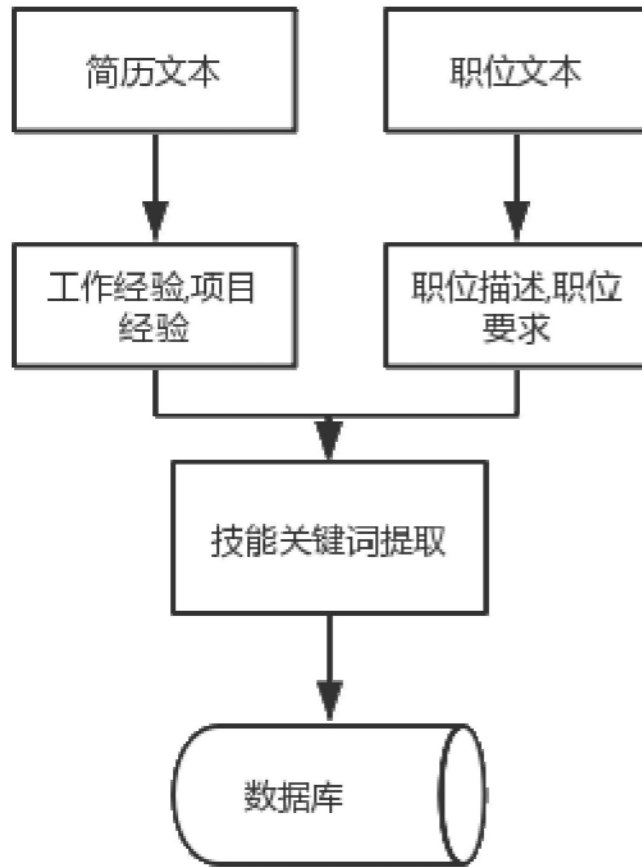 简历文本
职位文本
工作经验,项目
经验
职位描述,职位
要求
技能关键词提取
数据库